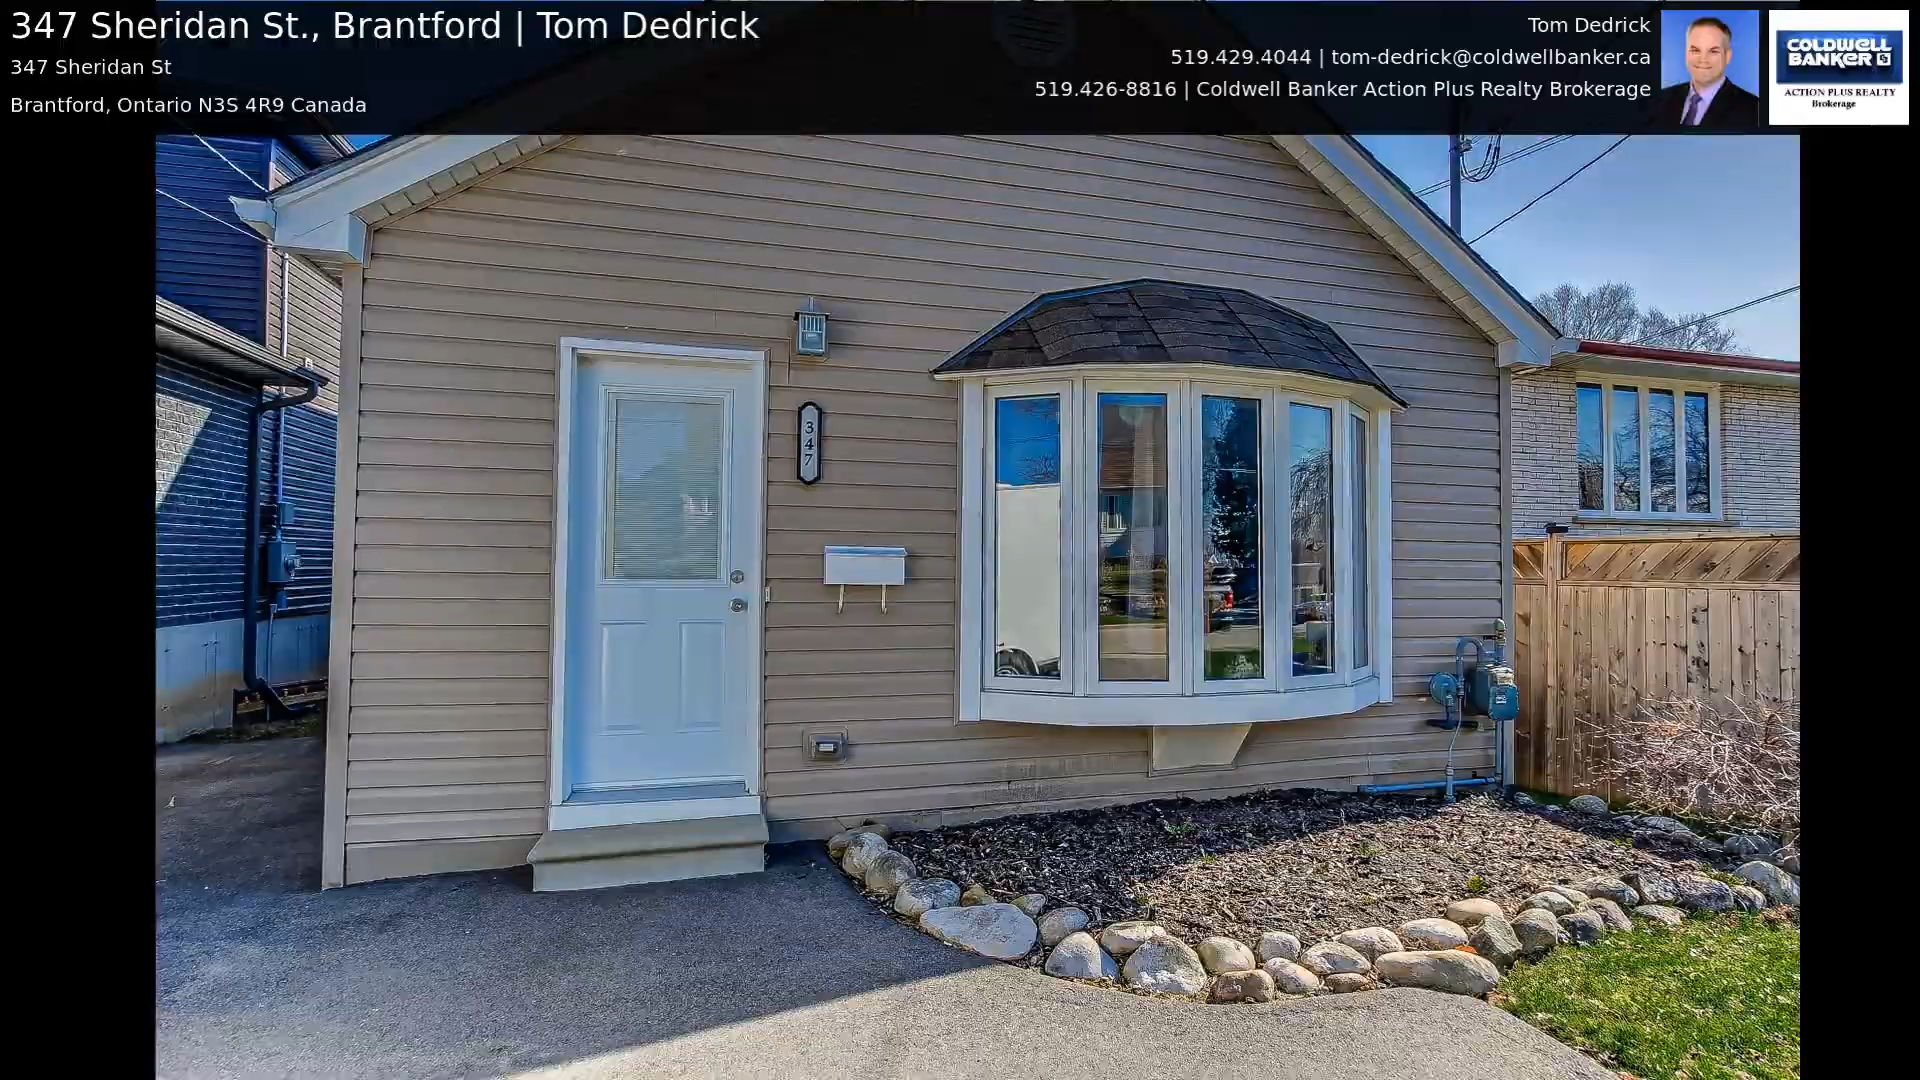 347 Sheridan St., Brantford | Tom Dedrick
347 Sheridan St
Brantford, Ontario N3S 4R9 Canada
Tom Dedrick
519.429.4044 | tom-dedrick@coldwellbanker.ca
519.426-8816 | Coldwell Banker Action Plus Realty Brokerage
COLDWELL
BANKER
ACTION PLUS REALTY
Brokerage
347